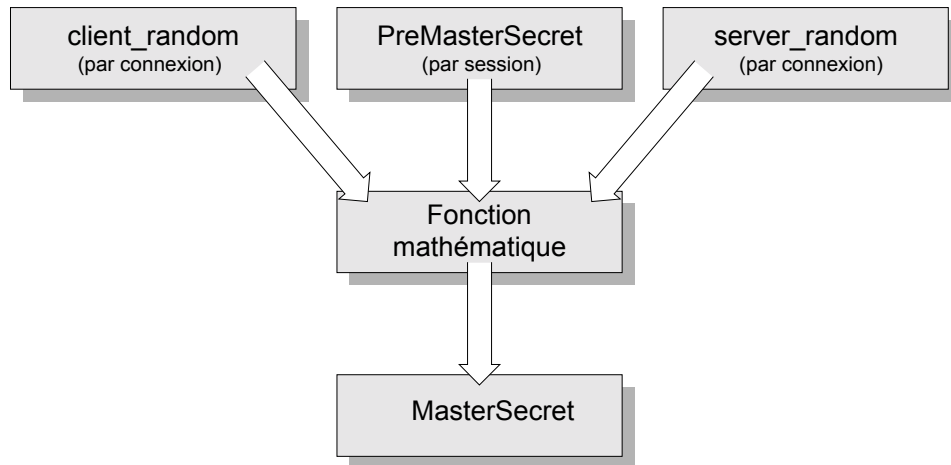 client_random
(par connexion)
PreMasterSecret
(par session)
server_random
(par connexion)
Fonction
mathématique
MasterSecret